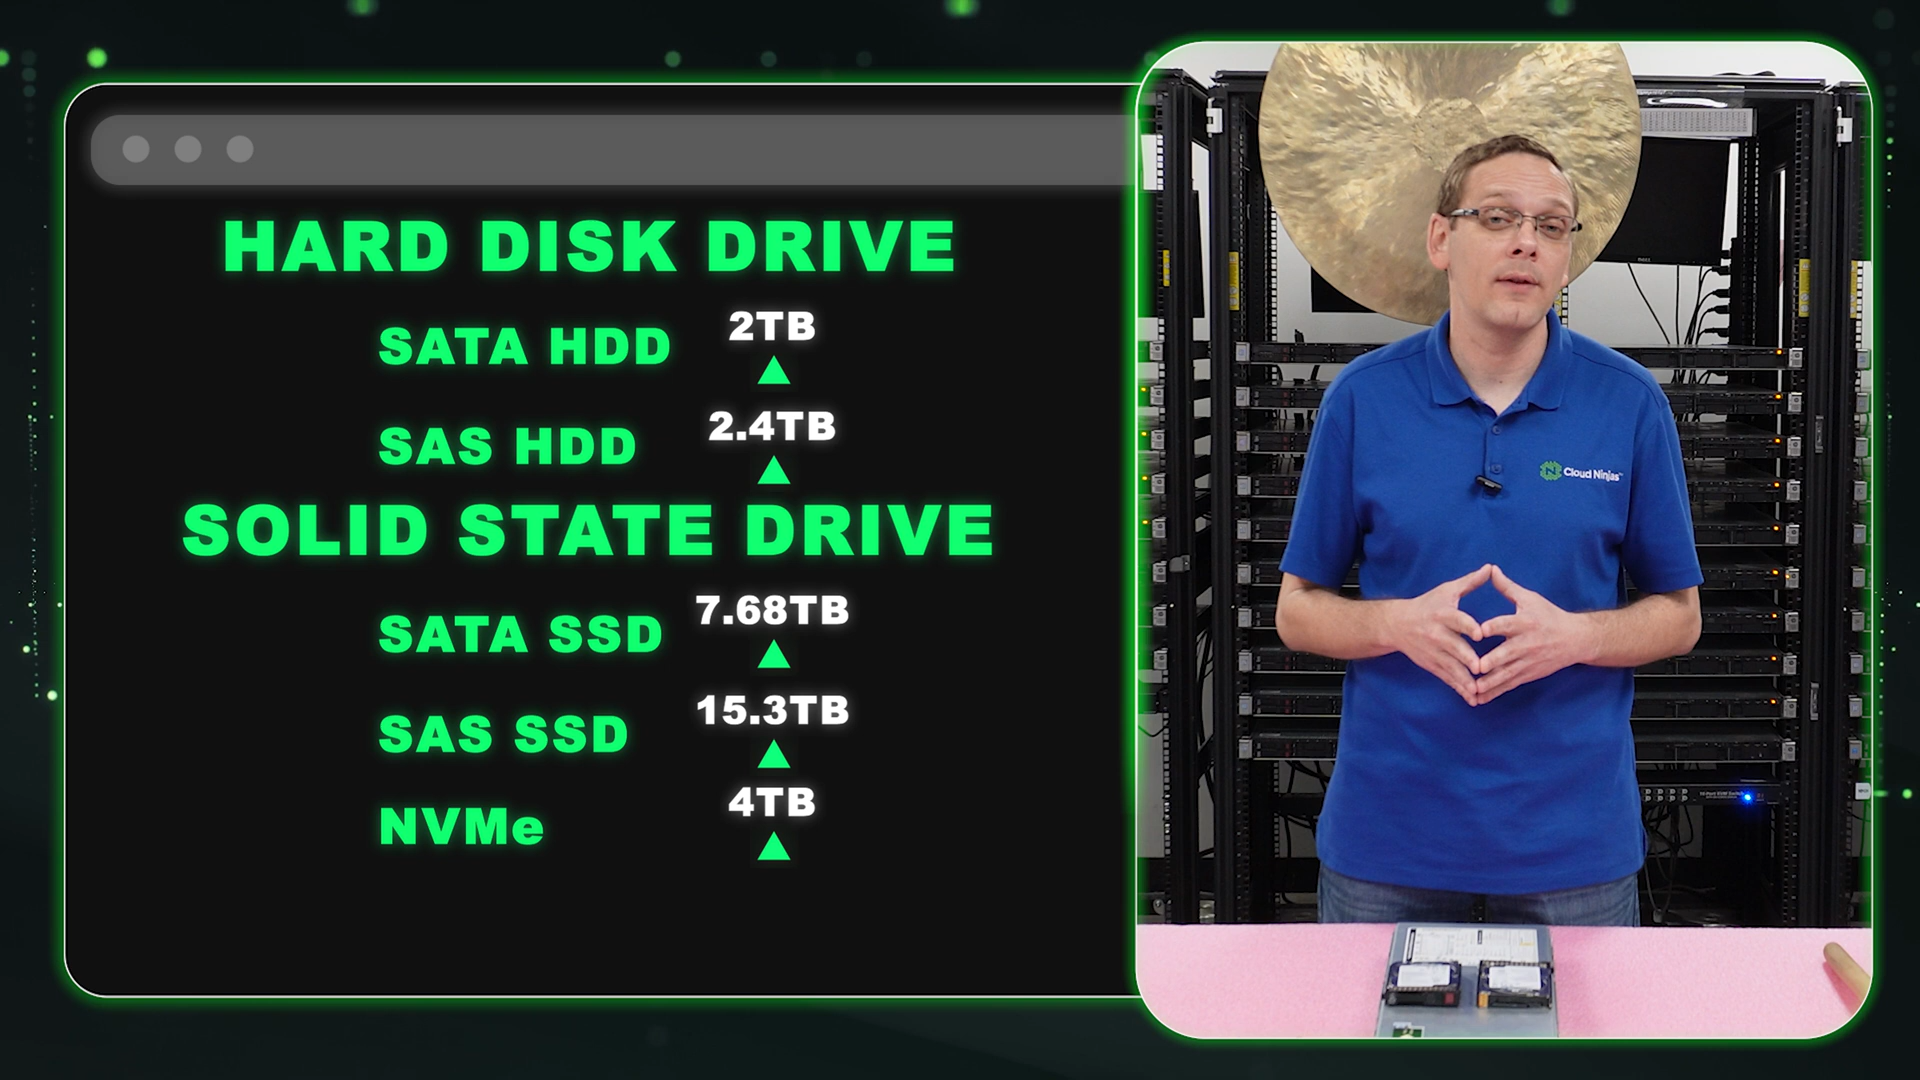 HARD DISK DRIVE
SATA HDD 2TB
SAS HDD 2.4TB
SOLID STATE DRIVE
SATA SSD 7.68TB
SAS SSD 15.3TB
NVMe 4TB
Cloud Ninjas